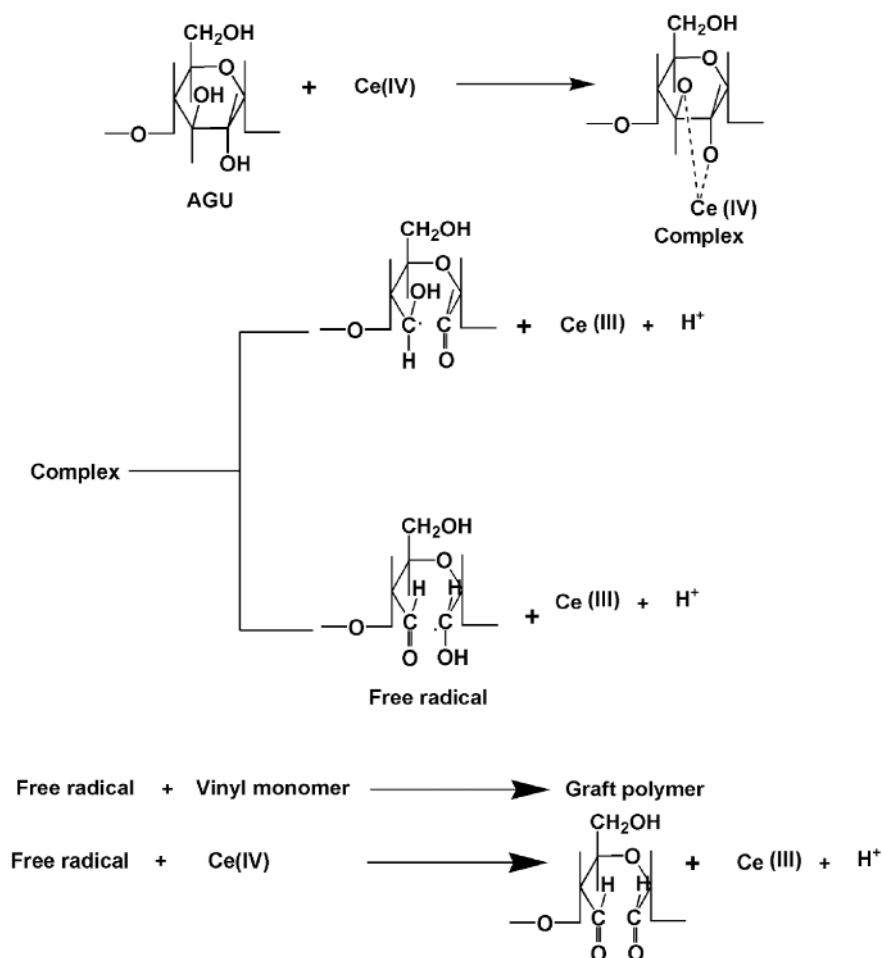 CH₂OH CH₂OH
O O
OH + Ce(IV) O
O O
OH O
AGU Ce (IV)
Complex
CH₂OH
O
OH
O C· C + Ce (III) + H⁺
H O
Complex
CH₂OH
O
H H
O C ·C + Ce (III) + H⁺
O OH
Free radical
Free radical + Vinyl monomer Graft polymer
CH₂OH
Free radical + Ce(IV) O + Ce (III) + H⁺
H H
O C C
O O